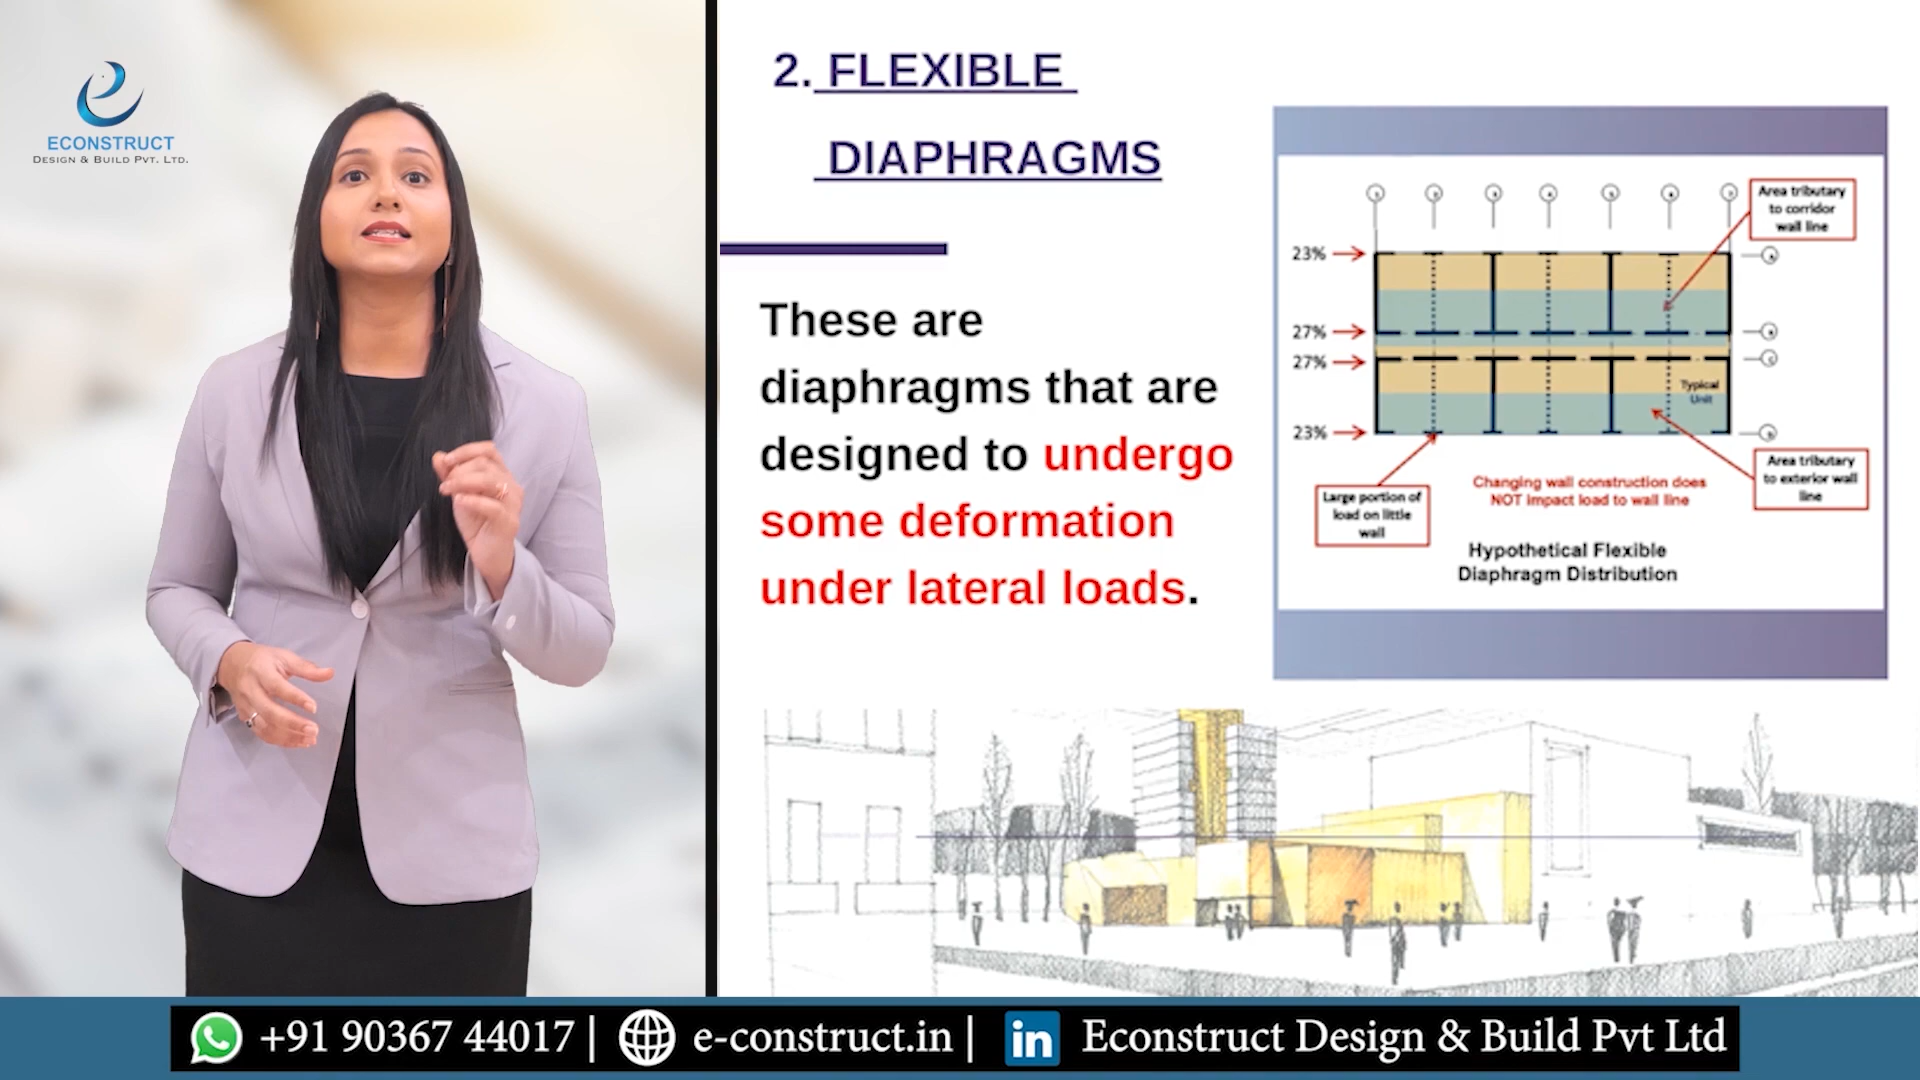 ECONSTRUCT
DESIGN & BUILD PVT. LTD.
2. FLEXIBLE
DIAPHRAGMS
These are
diaphragms that are
designed to undergo
some deformation
under lateral loads.
Area tributary
to corridor
wall line
23%
27%
27%
23%
Typical
Unit
Large portion of
load on little
wall
Changing wall construction does
NOT impact load to wall line
Area tributary
to exterior wall
line
Hypothetical Flexible
Diaphragm Distribution
+91 90367 44017 | e-construct.in | in Econstruct Design & Build Pvt Ltd